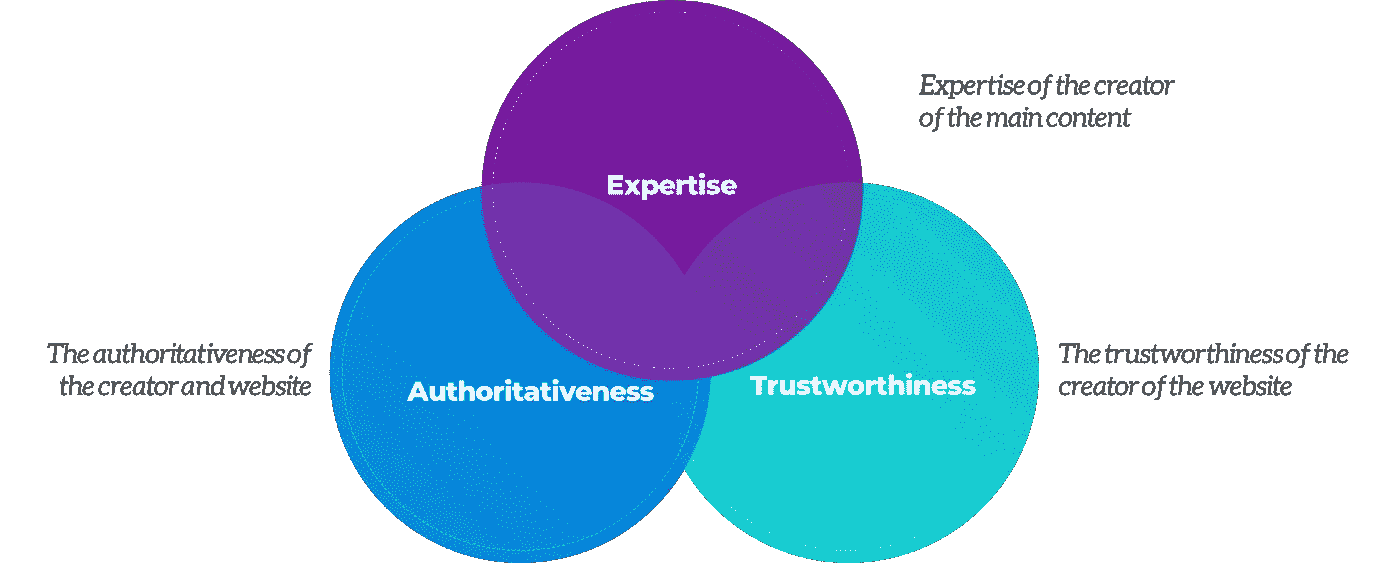 Expertise of the creator
of the main content
Expertise
The authoritativeness of
the creator and website
Authoritativeness
Trustworthiness
The trustworthiness of the
creator of the website